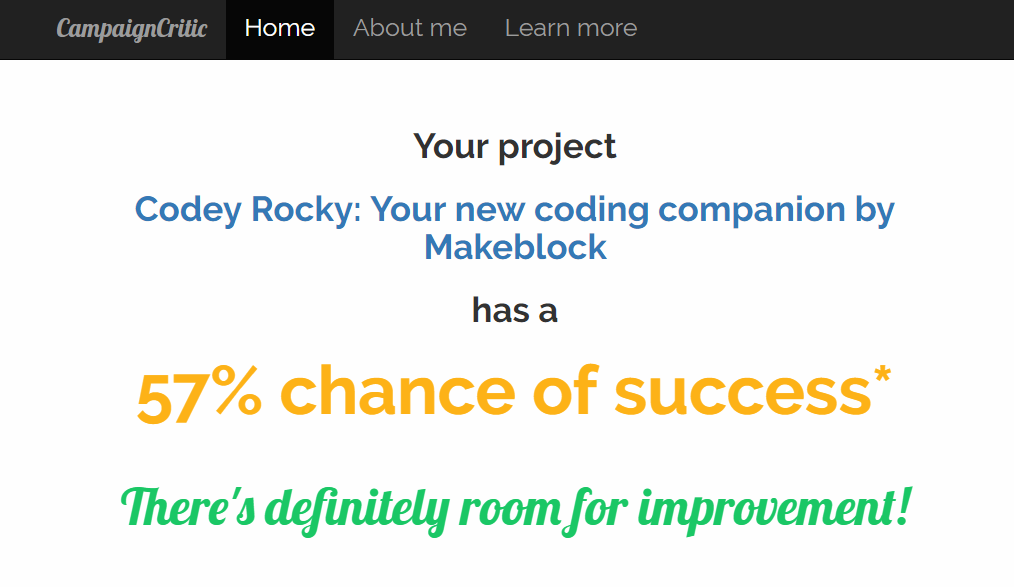 CampaignCritic Home About me Learn more
Your project
Codey Rocky: Your new coding companion by
Makeblock
has a
57% chance of success*
There's definitely room for improvement!